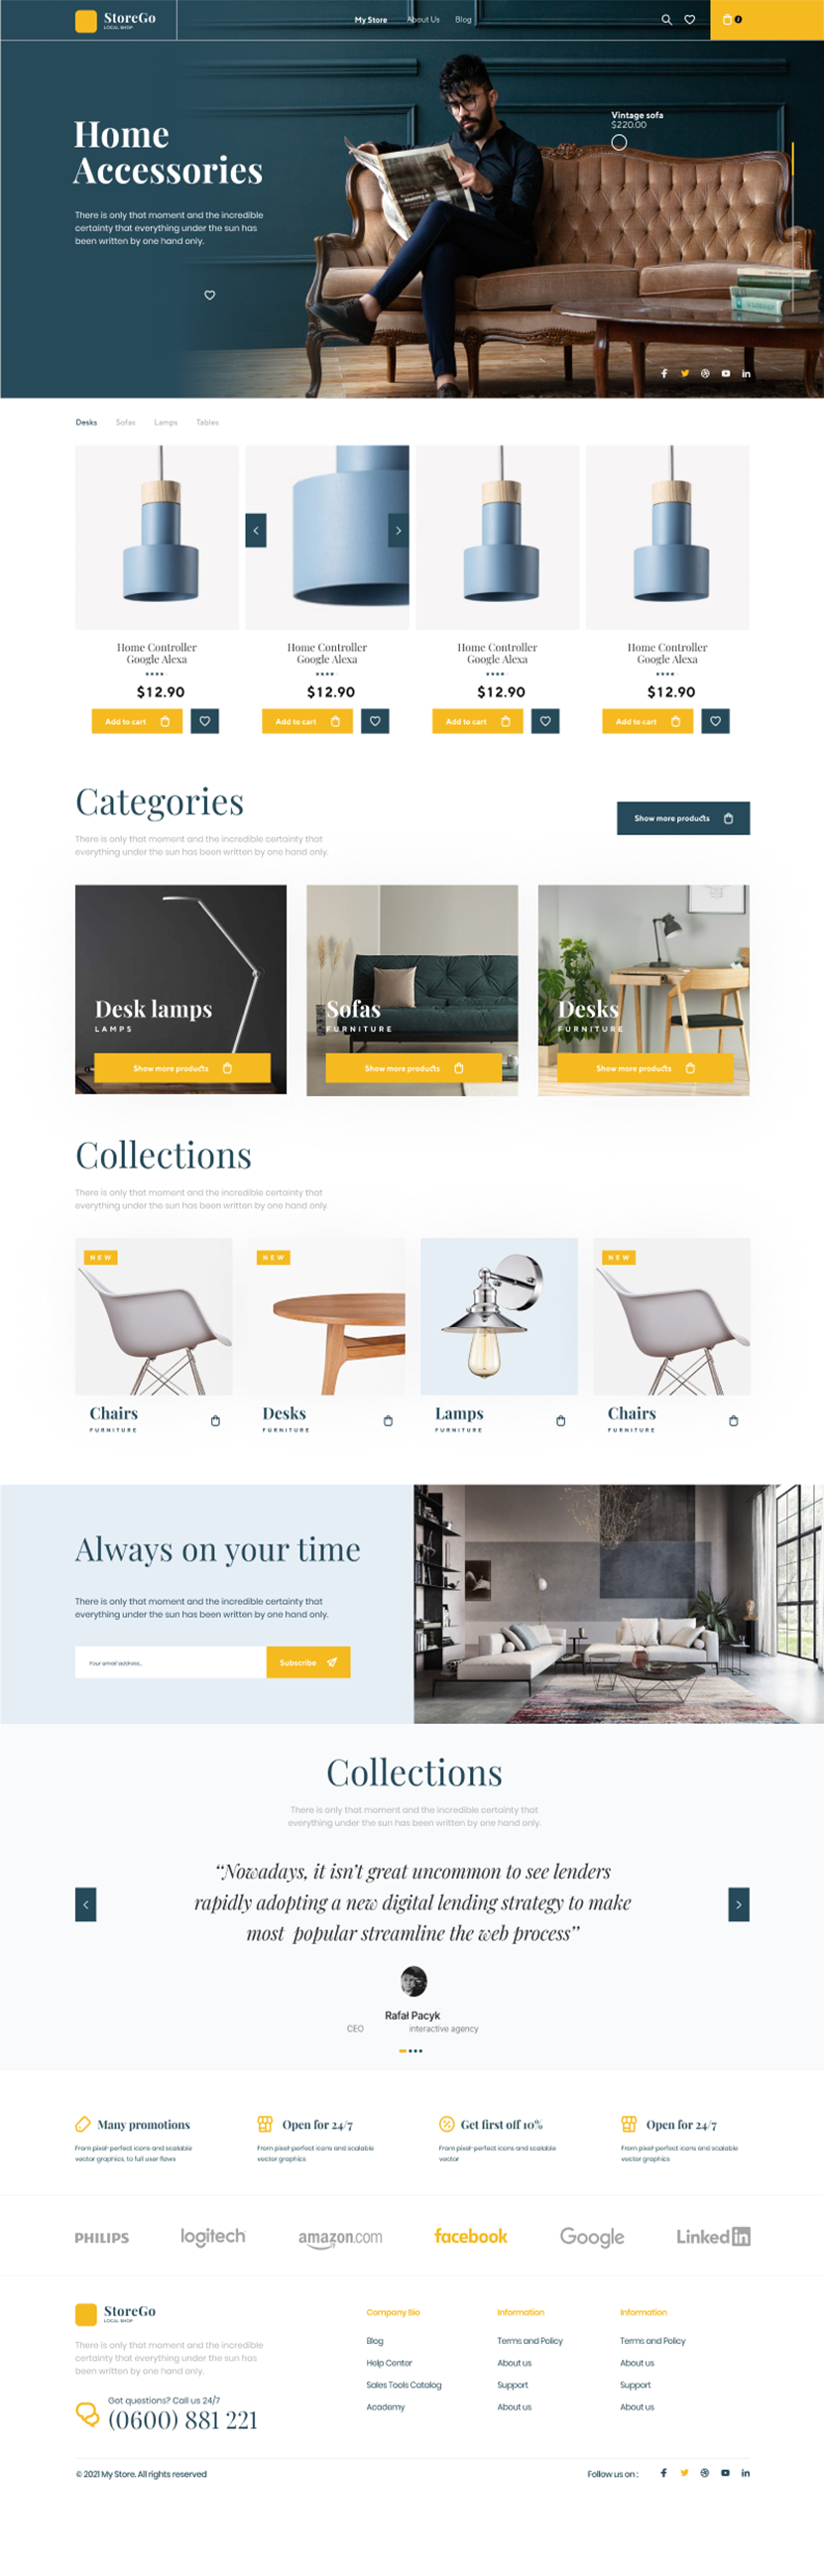 StoreGo
LOCAL SHOP
My Store
About Us
Blog
2
Home
Accessories
There is only that moment and the incredible
certainty that everything under the sun has
been written by one hand only.
Vintage sofa
$220.00
Desks
Sofas
Lamps
Tables
Home Controller
Google Alexa
$12.90
Add to cart
Home Controller
Google Alexa
$12.90
Add to cart
Home Controller
Google Alexa
$12.90
Add to cart
Home Controller
Google Alexa
$12.90
Add to cart
Categories
There is only that moment and the incredible certainty that
everything under the sun has been written by one hand only.
Show more products
Desk lamps
LAMPS
Show more products
Sofas
FURNITURE
Show more products
Desks
FURNITURE
Show more products
Collections
There is only that moment and the incredible certainty that
everything under the sun has been written by one hand only.
NEW
Chairs
FURNITURE
NEW
Desks
FURNITURE
Lamps
FURNITURE
NEW
Chairs
FURNITURE
Always on your time
There is only that moment and the incredible certainty that
everything under the sun has been written by one hand only.
Your email address...
Subscribe
Collections
There is only that moment and the incredible certainty that
everything under the sun has been written by one hand only.
“Nowadays, it isn’t great uncommon to see lenders
rapidly adopting a new digital lending strategy to make
most popular streamline the web process”
Rafał Pacyk
CEO interactive agency
Many promotions
From pixel-perfect icons and scalable
vector graphics, to full user flows
Open for 24/7
From pixel-perfect icons and scalable
vector graphics
Get first off 10%
From pixel-perfect icons and scalable
vector
Open for 24/7
From pixel-perfect icons and scalable
vector graphics
PHILIPS
logitech
amazon.com
facebook
Google
Linked in
StoreGo
LOCAL SHOP
There is only that moment and the incredible
certainty that everything under the sun has
been written by one hand only.
Got questions? Call us 24/7
(0600) 881 221
Company Bio
Blog
Help Center
Sales Tools Catalog
Academy
Information
Terms and Policy
About us
Support
About us
Information
Terms and Policy
About us
Support
About us
© 2021 My Store. All rights reserved
Follow us on :